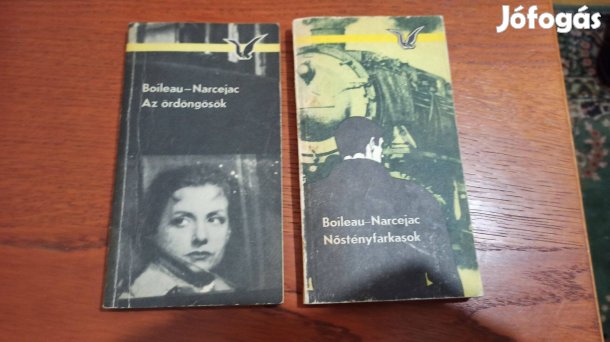 Jófogás
Boileau-Narcejac
Az ördöngösök
Boileau-Narcejac
Nőstényfarkasok